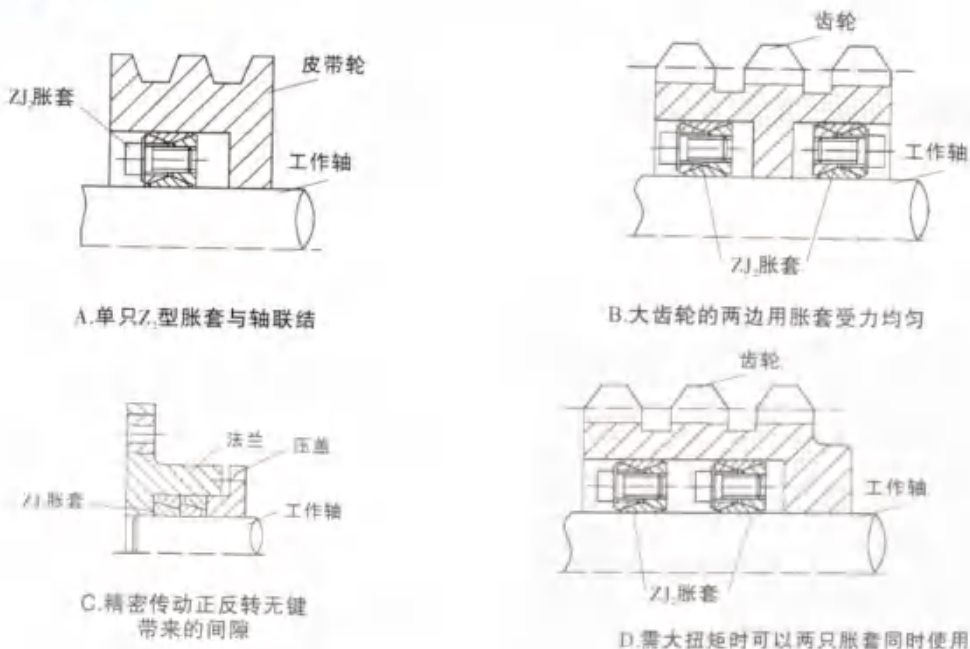 皮带轮
ZJ2胀套
工作轴
A.单只Z2型胀套与轴联结
齿轮
工作轴
ZJ2胀套
B.大齿轮的两边用胀套受力均匀
法兰
压盖
ZJ胀套
工作轴
C.精密传动正反转无键
带来的间隙
齿轮
工作轴
ZJ2胀套
D.需大扭矩时可以两只胀套同时使用